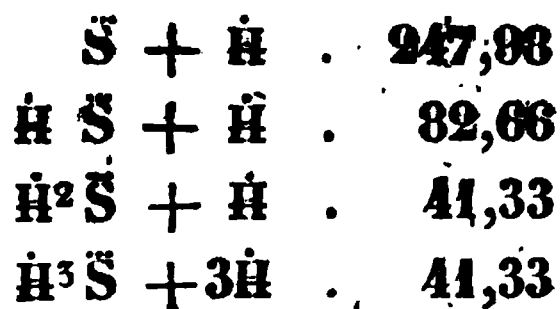 S⃛ + Ḣ . 247,98
Ḣ S⃛ + Ḣ . 82,66
Ḣ² S⃛ + Ḣ . 41,33
Ḣ³ S⃛ + 3Ḣ . 41,33